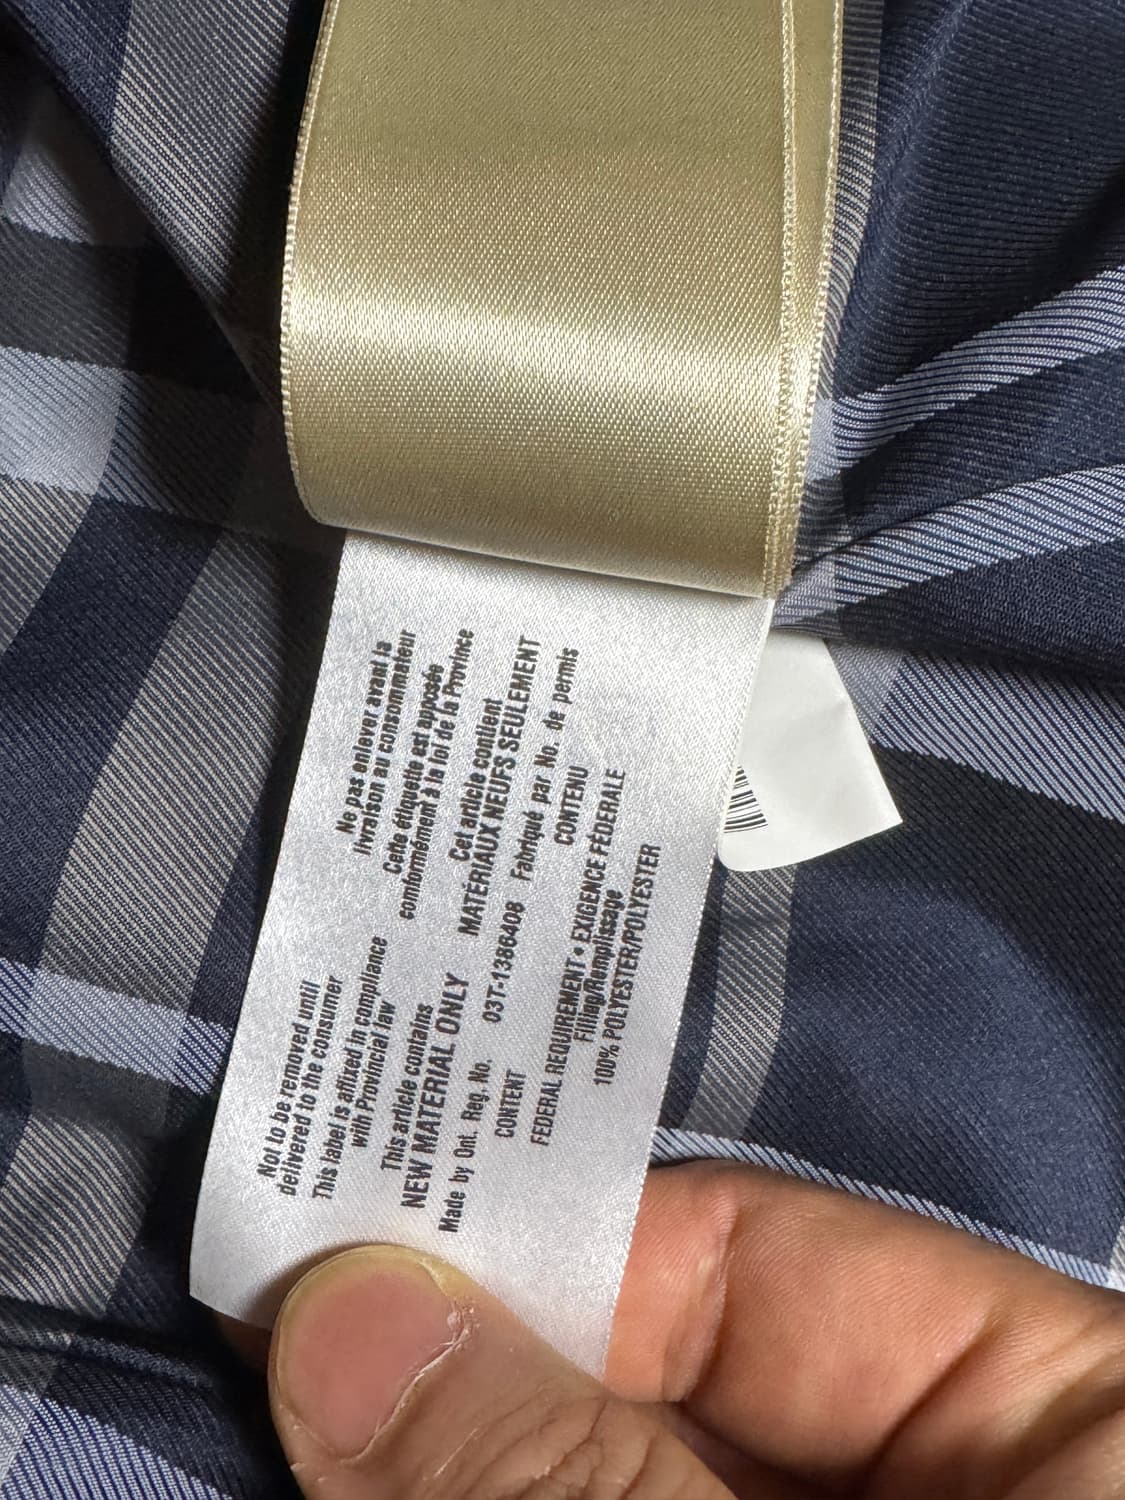 Not to be removed until
delivered to the consumer
This label is affixed in compliance
with Provincial law
This article contains
NEW MATERIAL ONLY
Made by Ont. Reg. No. 03T-1386408 Fabriqué par No. de permis
CONTENT
Ne pas enlever avant la
livraison au consommateur
Cette étiquette est apposée
conformément à la loi de la Province
Cet article contient
MATÉRIAUX NEUFS SEULEMENT
CONTENU
FEDERAL REQUIREMENT • EXIGENCE FÉDÉRALE
Filling/Remplissage
100% POLYESTER/POLYESTER